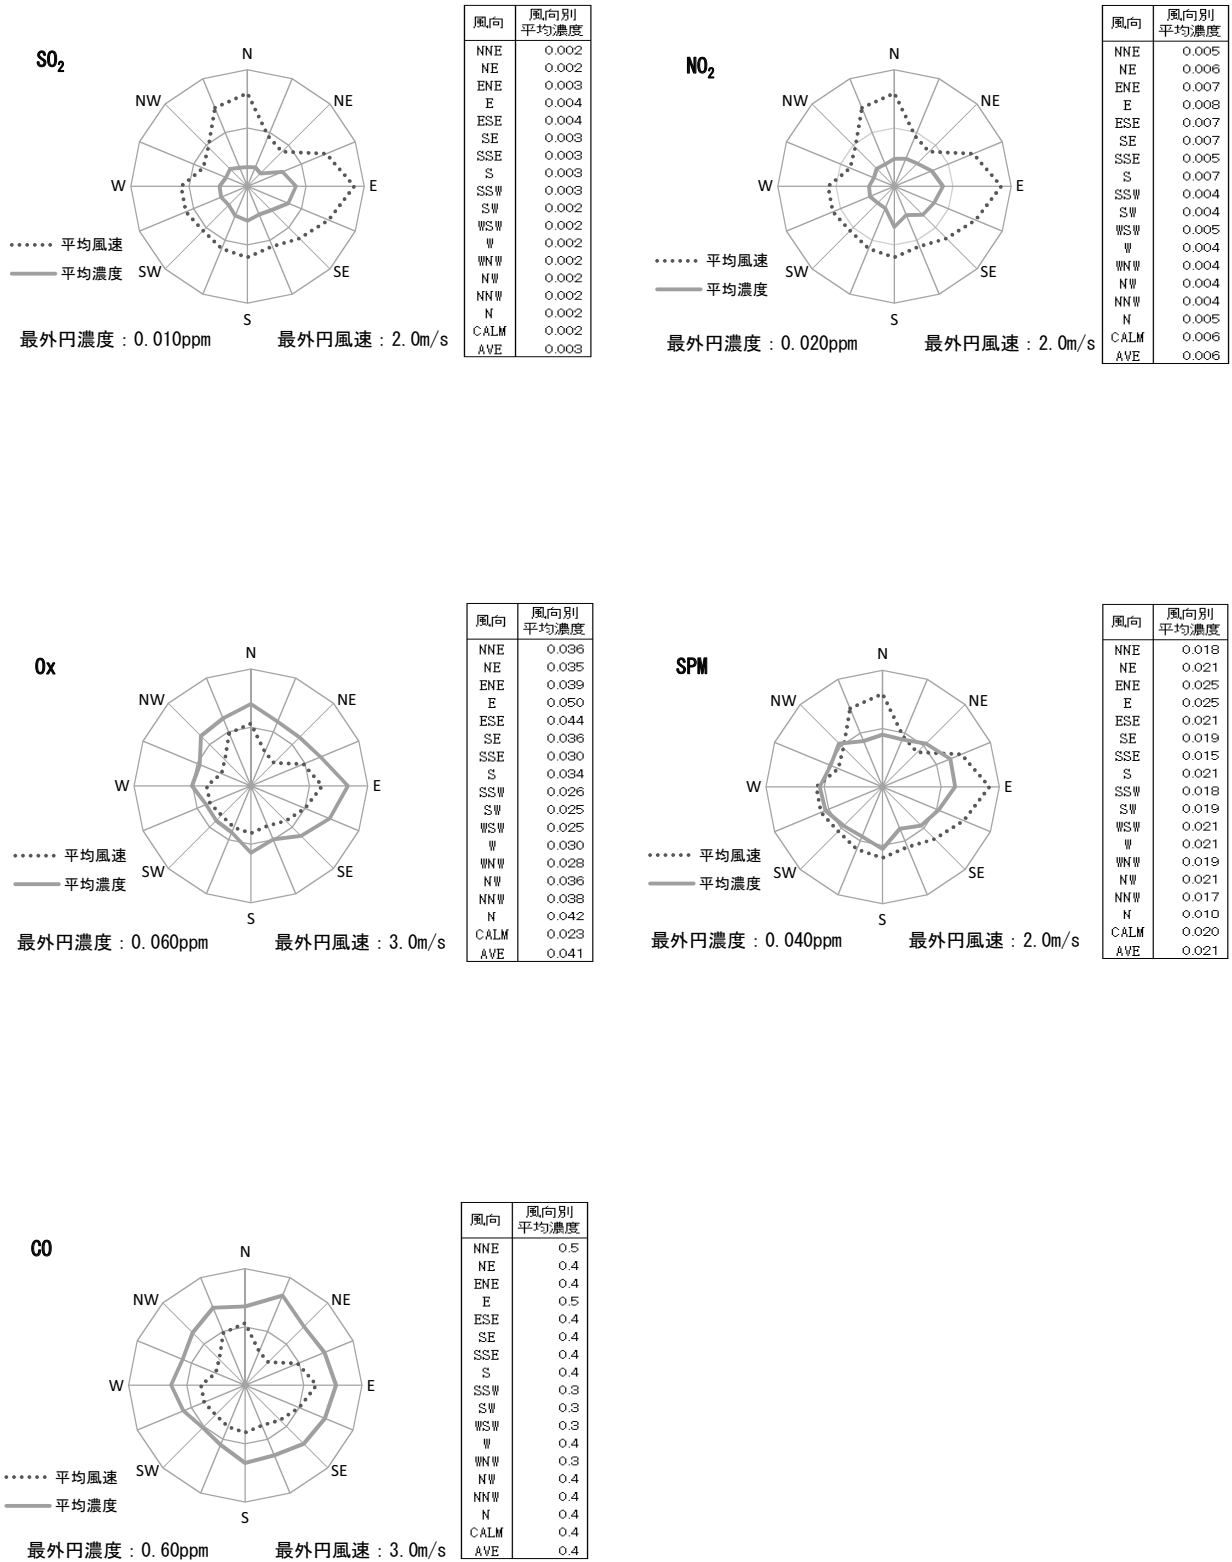 SO₂
N
NE
E
SE
S
SW
W
NW
平均風速
平均濃度
最外円濃度：0.010ppm 最外円風速：2.0m/s
風向 風向別平均濃度
NNE 0.002
NE 0.002
ENE 0.003
E 0.004
ESE 0.004
SE 0.003
SSE 0.003
S 0.003
SSW 0.003
SW 0.002
WSW 0.002
W 0.002
WNW 0.002
NW 0.002
NNW 0.002
N 0.002
CALM 0.002
AVE 0.003
NO₂
N
NE
E
SE
S
SW
W
NW
平均風速
平均濃度
最外円濃度：0.020ppm 最外円風速：2.0m/s
風向 風向別平均濃度
NNE 0.005
NE 0.006
ENE 0.007
E 0.008
ESE 0.007
SE 0.007
SSE 0.005
S 0.007
SSW 0.004
SW 0.004
WSW 0.005
W 0.004
WNW 0.004
NW 0.004
NNW 0.004
N 0.005
CALM 0.006
AVE 0.006
Ox
N
NE
E
SE
S
SW
W
NW
平均風速
平均濃度
最外円濃度：0.060ppm 最外円風速：3.0m/s
風向 風向別平均濃度
NNE 0.036
NE 0.035
ENE 0.039
E 0.050
ESE 0.044
SE 0.036
SSE 0.030
S 0.034
SSW 0.026
SW 0.025
WSW 0.025
W 0.030
WNW 0.028
NW 0.036
NNW 0.038
N 0.042
CALM 0.023
AVE 0.041
SPM
N
NE
E
SE
S
SW
W
NW
平均風速
平均濃度
最外円濃度：0.040ppm 最外円風速：2.0m/s
風向 風向別平均濃度
NNE 0.018
NE 0.021
ENE 0.025
E 0.025
ESE 0.021
SE 0.019
SSE 0.015
S 0.021
SSW 0.018
SW 0.019
WSW 0.021
W 0.021
WNW 0.019
NW 0.021
NNW 0.017
N 0.018
CALM 0.020
AVE 0.021
CO
N
NE
E
SE
S
SW
W
NW
平均風速
平均濃度
最外円濃度：0.60ppm 最外円風速：3.0m/s
風向 風向別平均濃度
NNE 0.5
NE 0.4
ENE 0.4
E 0.5
ESE 0.4
SE 0.4
SSE 0.4
S 0.4
SSW 0.3
SW 0.3
WSW 0.3
W 0.4
WNW 0.3
NW 0.4
NNW 0.4
N 0.4
CALM 0.4
AVE 0.4